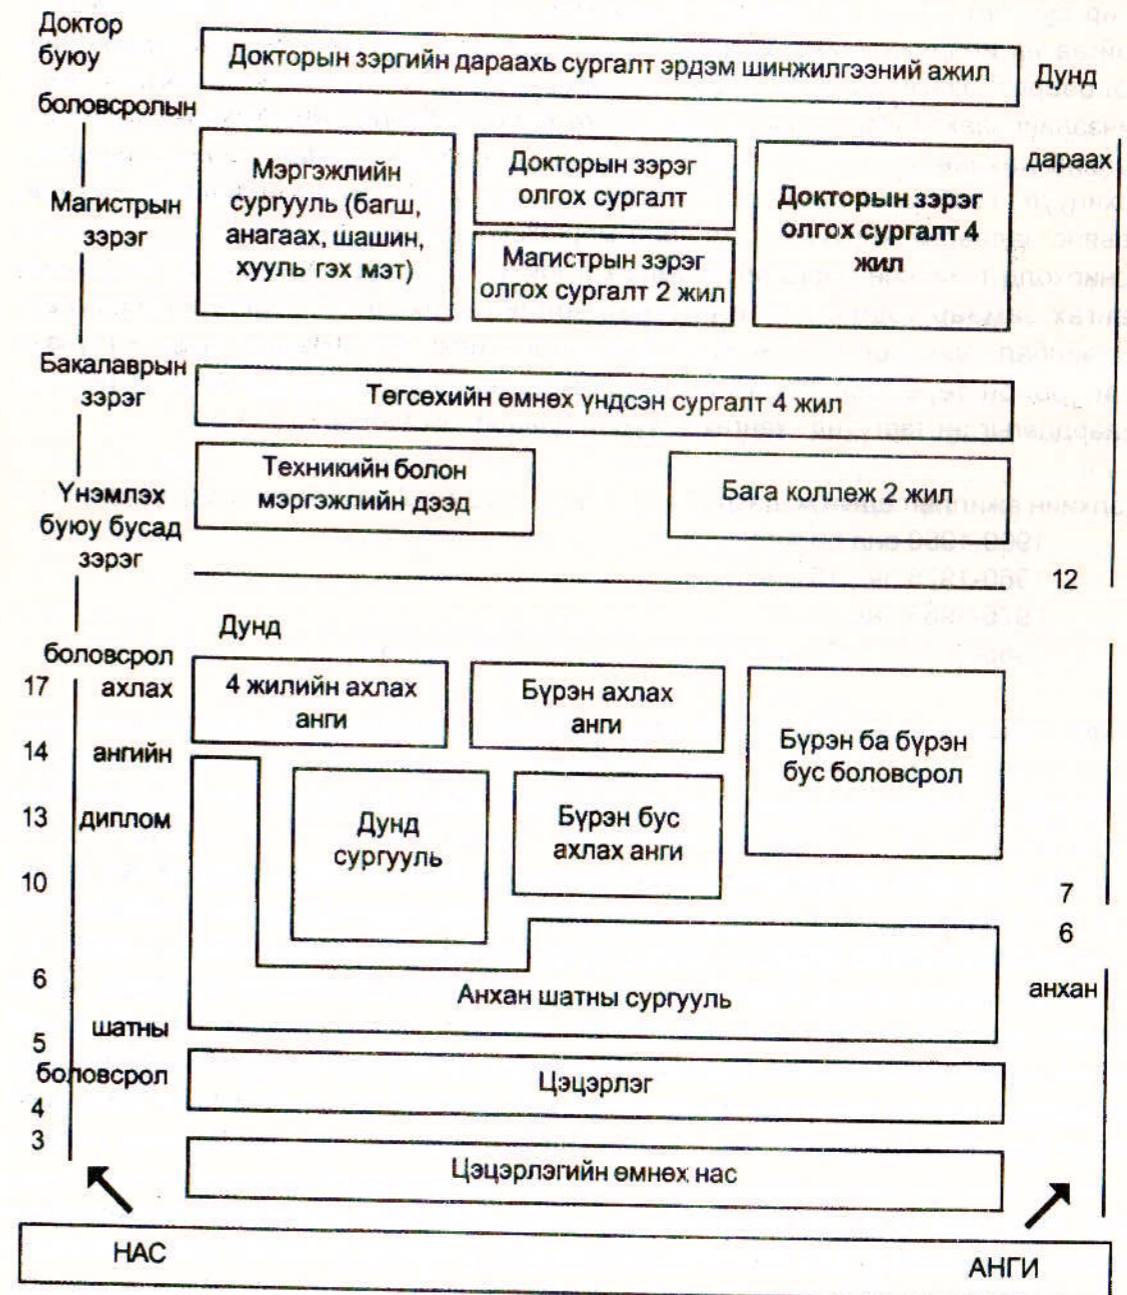 Доктор
буюу
Докторын зэргийн дараахь сургалт эрдэм шинжилгээний ажил
Дунд
боловсролын
дараах
Мэргэжлийн
сургууль (багш,
анагаах, шашин,
хууль гэх мэт)
Докторын зэрэг
олгох сургалт
Магистрын зэрэг
олгох сургалт 2 жил
Докторын зэрэг
олгох сургалт 4
жил
Магистрын
зэрэг
Бакалаврын
зэрэг
Төгсөхийн өмнөх үндсэн сургалт 4 жил
Техникийн болон
мэргэжлийн дээд
Бага коллеж 2 жил
Үнэмлэх
буюу бусад
зэрэг
12
Дунд
боловсрол
17 ахлах
4 жилийн ахлах
анги
Бүрэн ахлах
анги
Бүрэн ба бүрэн
бус боловсрол
14 ангийн
13 диплом
Дунд
сургууль
Бүрэн бус
ахлах анги
10
7
6
6
Анхан шатны сургууль
анхан
шатны
5
боловсрол
Цэцэрлэг
4
3
Цэцэрлэгийн өмнөх нас
НАС
АНГИ